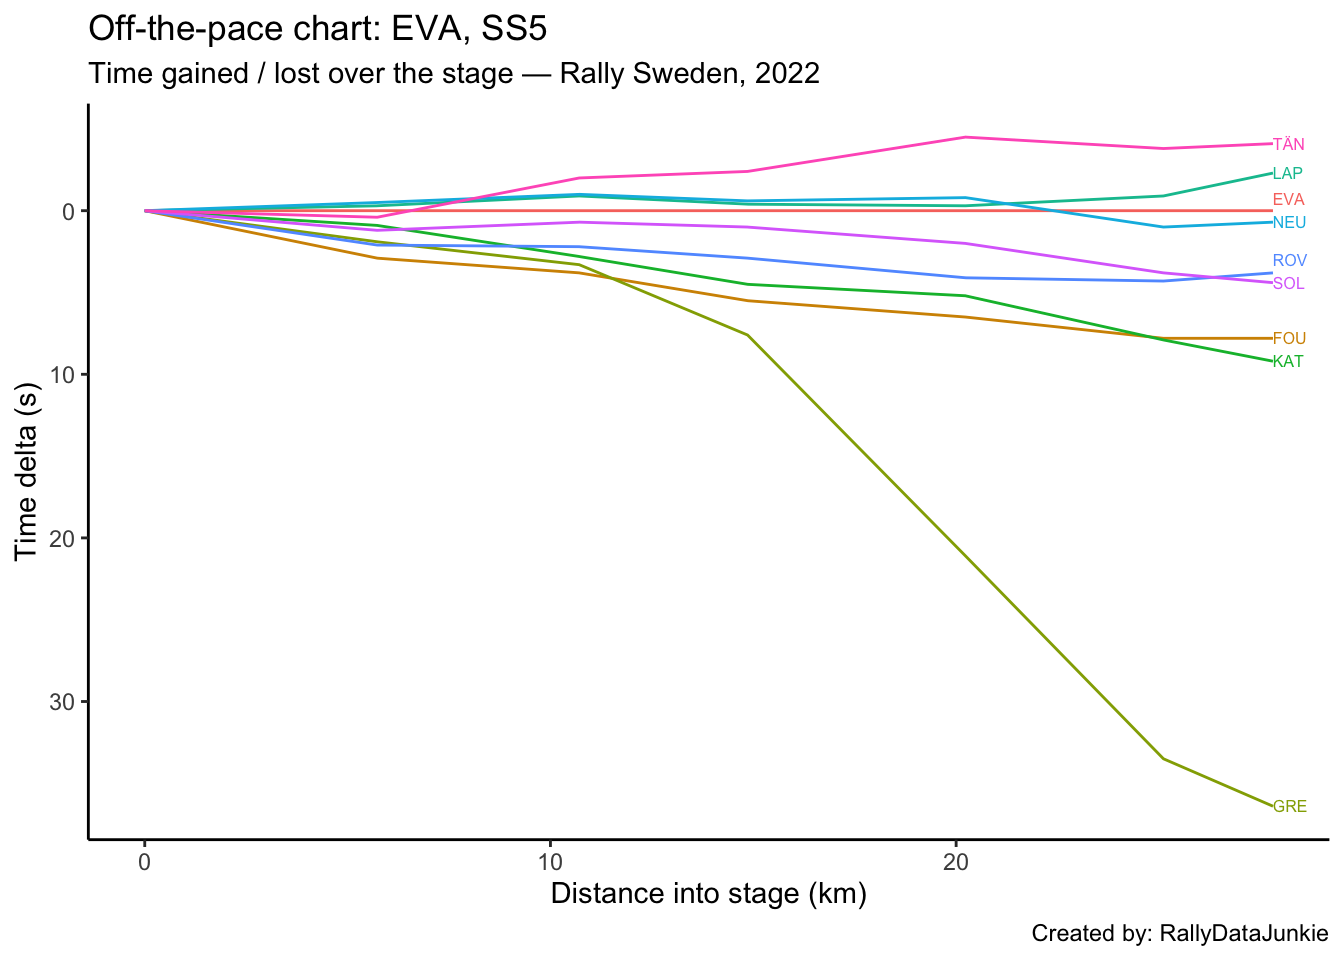 Off-the-pace chart: EVA, SS5
Time gained / lost over the stage — Rally Sweden, 2022
TÄN
LAP
EVA
NEU
ROV
SOL
FOU
KAT
GRE
0
10
20
30
Time delta (s)
0
10
20
Distance into stage (km)
Created by: RallyDataJunkie